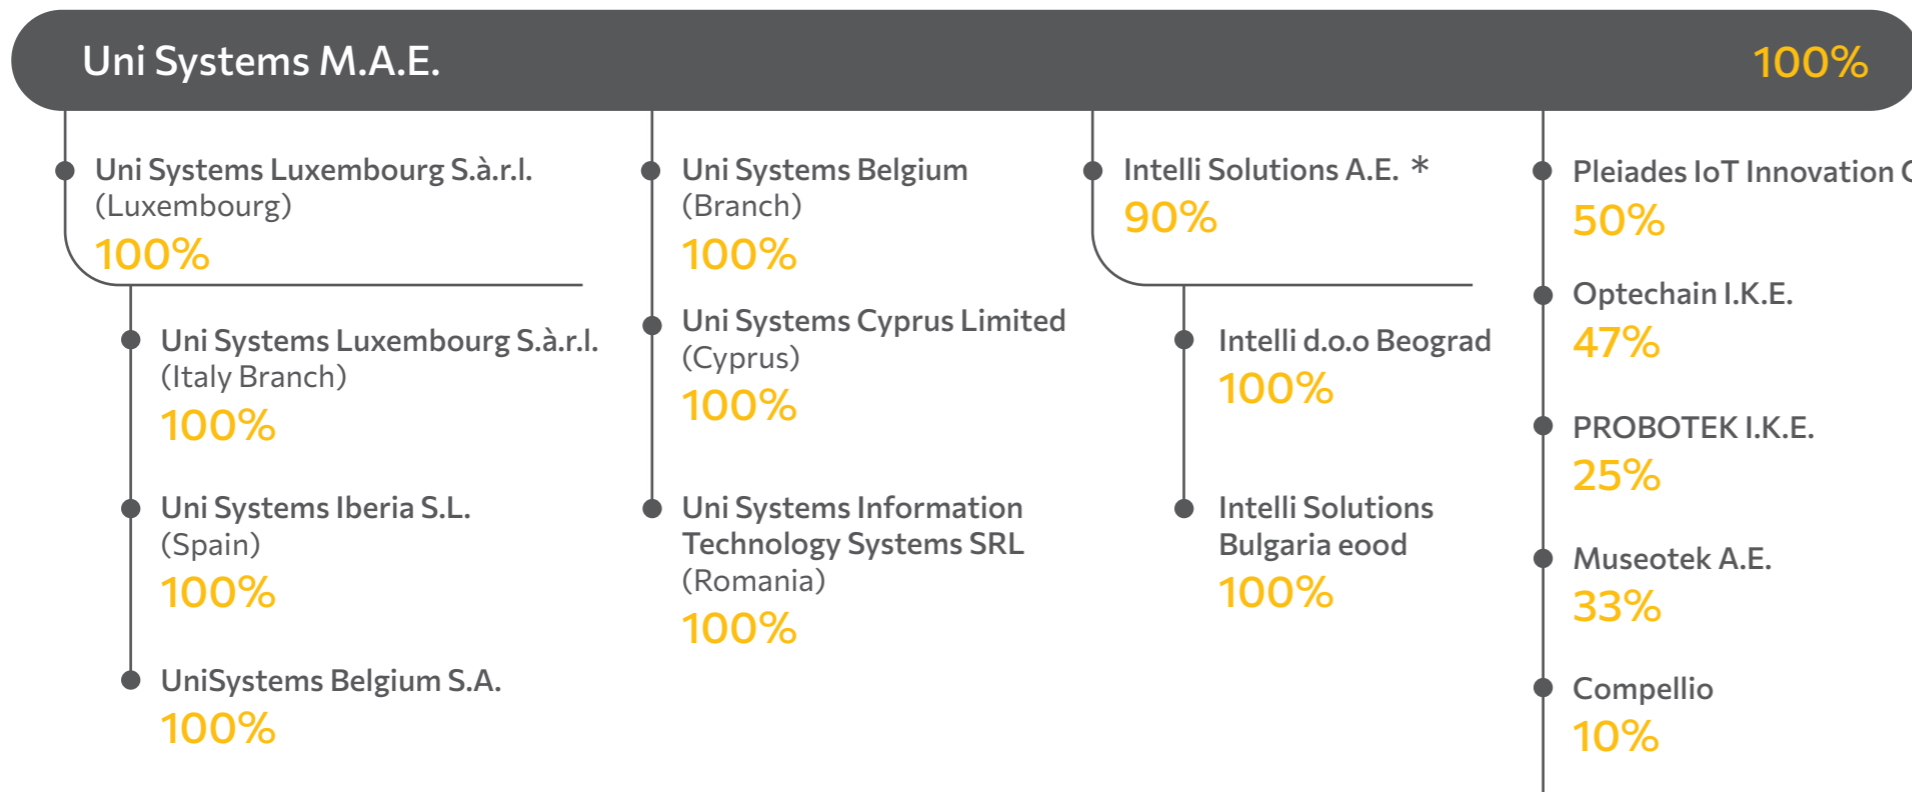 Uni Systems M.A.E.
100%
Uni Systems Luxembourg S.à.r.l.
(Luxembourg)
100%
Uni Systems Luxembourg S.à.r.l.
(Italy Branch)
100%
Uni Systems Iberia S.L.
(Spain)
100%
UniSystems Belgium S.A.
100%
Uni Systems Belgium
(Branch)
100%
Uni Systems Cyprus Limited
(Cyprus)
100%
Uni Systems Information
Technology Systems SRL
(Romania)
100%
Intelli Solutions A.E. *
90%
Intelli d.o.o Beograd
100%
Intelli Solutions
Bulgaria eood
100%
Pleiades IoT Innovation
50%
Optechain I.K.E.
47%
PROBOTEK I.K.E.
25%
Museotek A.E.
33%
Compellio
10%